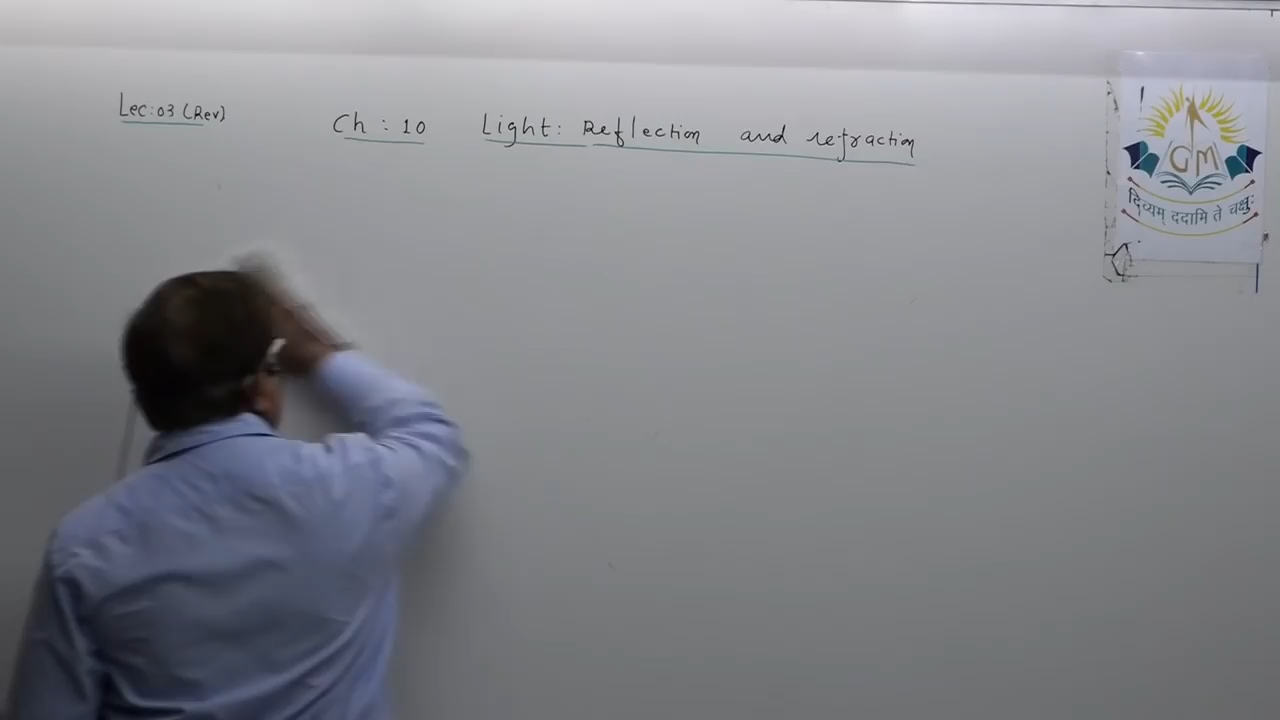 Lec:03 (Rev)
Ch : 10 Light: Reflection and refraction
GM
दिव्यम् ददामि ते चक्षुः